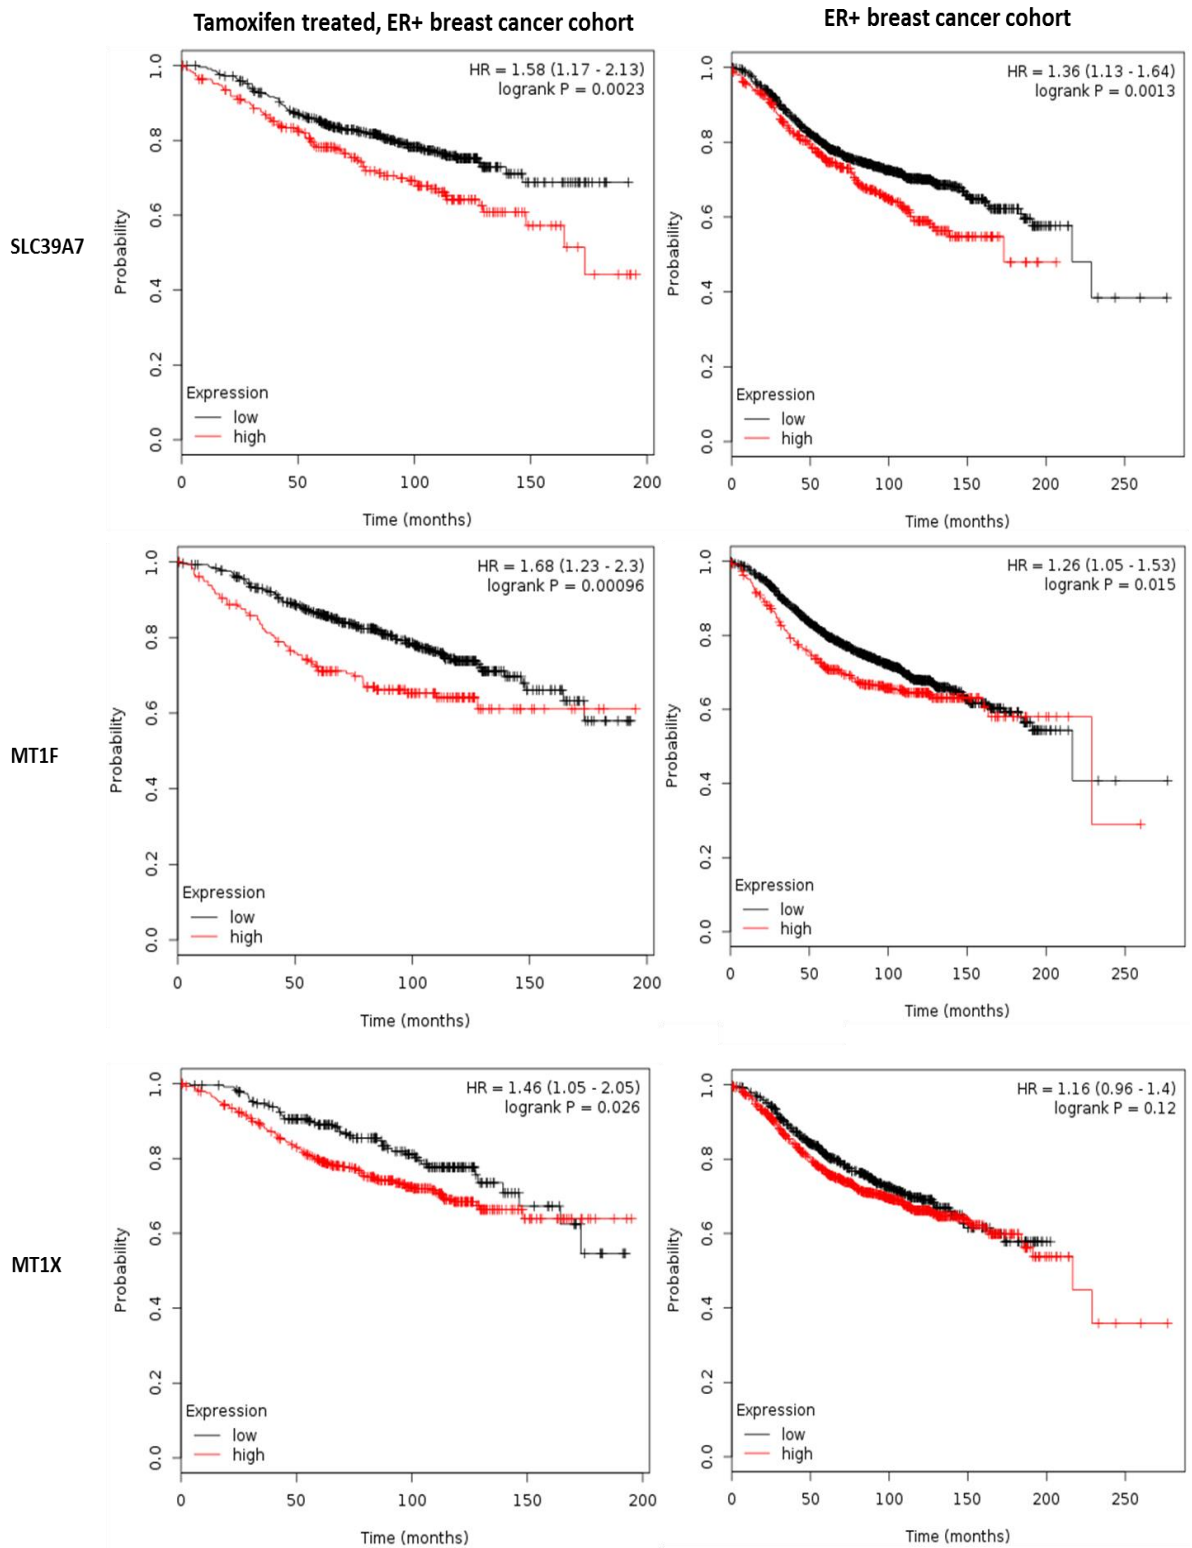 Tamoxifen treated, ER+ breast cancer cohort
ER+ breast cancer cohort
SLC39A7
HR = 1.58 (1.17 - 2.13)
logrank P = 0.0023
Probability
1.0
0.8
0.6
0.4
0.2
0.0
Expression
low
high
0 50 100 150 200
Time (months)
HR = 1.36 (1.13 - 1.64)
logrank P = 0.0013
Probability
1.0
0.8
0.6
0.4
0.2
0.0
Expression
low
high
0 50 100 150 200 250
Time (months)
MT1F
HR = 1.68 (1.23 - 2.3)
logrank P = 0.00096
Probability
1.0
0.8
0.6
0.4
0.2
0.0
Expression
low
high
0 50 100 150 200
Time (months)
HR = 1.26 (1.05 - 1.53)
logrank P = 0.015
Probability
1.0
0.8
0.6
0.4
0.2
0.0
Expression
low
high
0 50 100 150 200 250
Time (months)
MT1X
HR = 1.46 (1.05 - 2.05)
logrank P = 0.026
Probability
1.0
0.8
0.6
0.4
0.2
0.0
Expression
low
high
0 50 100 150 200
Time (months)
HR = 1.16 (0.96 - 1.4)
logrank P = 0.12
Probability
1.0
0.8
0.6
0.4
0.2
0.0
Expression
low
high
0 50 100 150 200 250
Time (months)